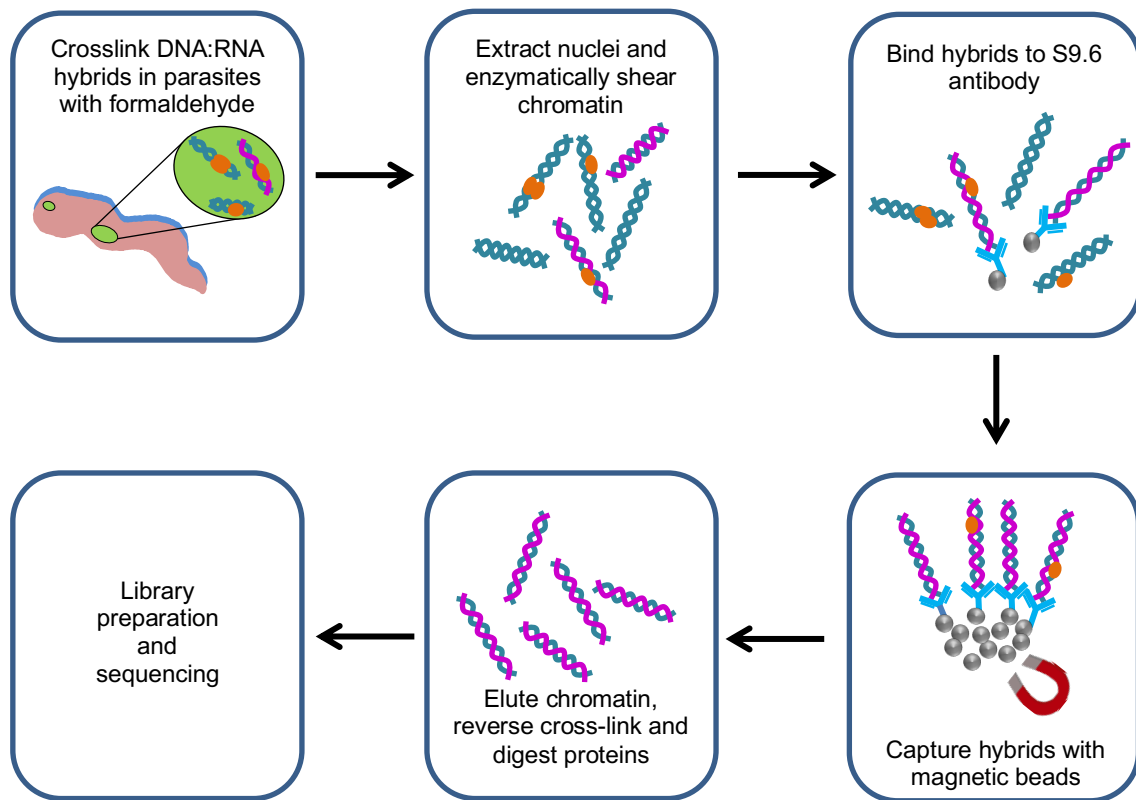 Crosslink DNA:RNA
hybrids in parasites
with formaldehyde
Extract nuclei and
enzymatically shear
chromatin
Bind hybrids to S9.6
antibody
Capture hybrids with
magnetic beads
Elute chromatin,
reverse cross-link and
digest proteins
Library
preparation
and
sequencing